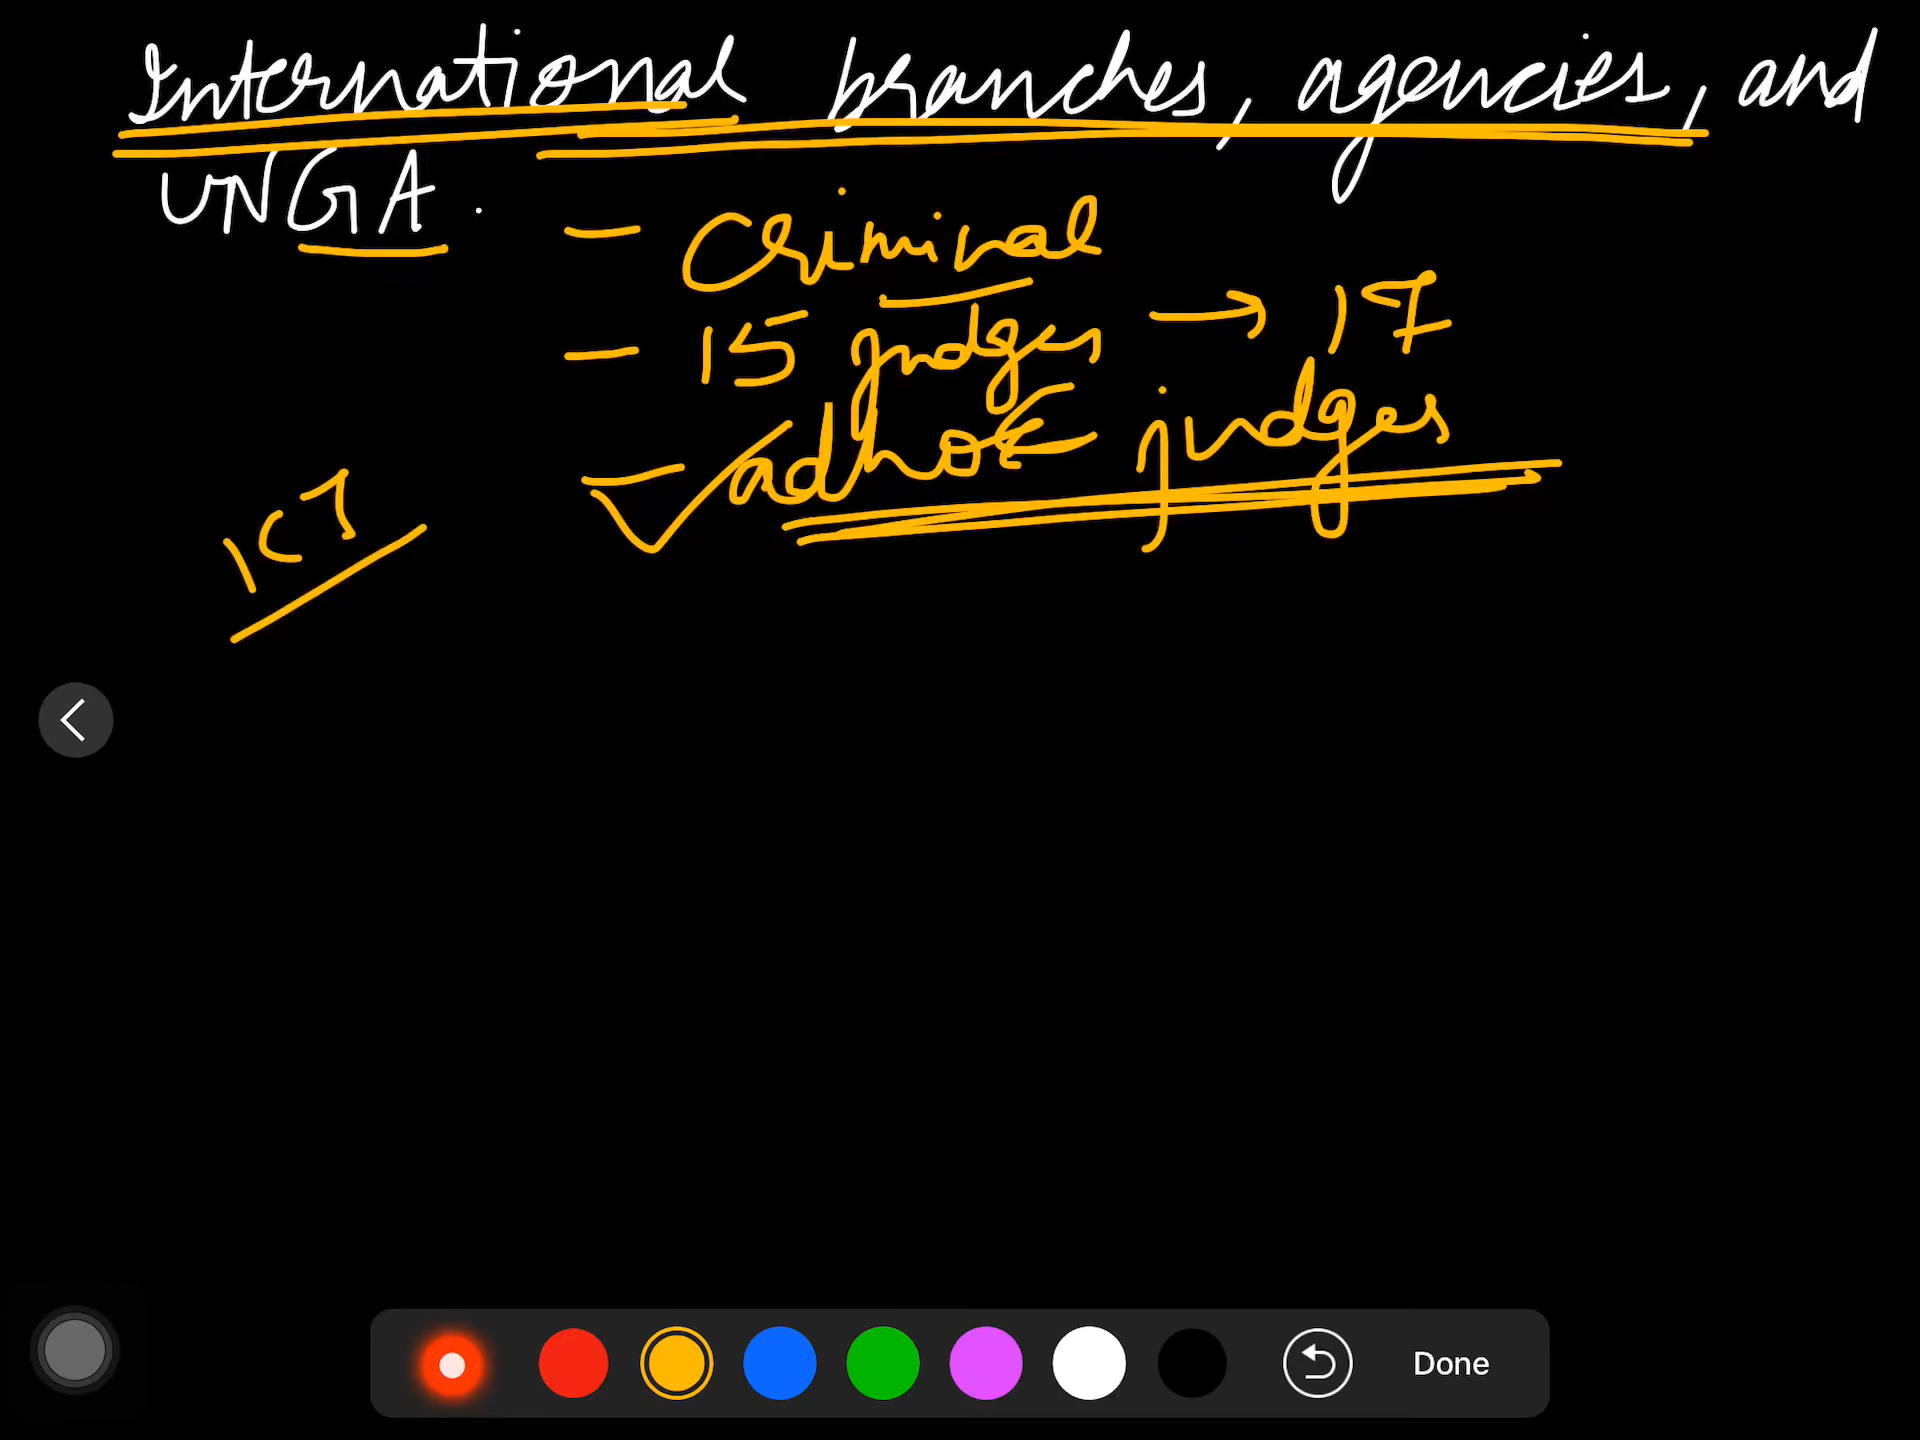 International branches, agencies, and
UNGA.
- Criminal
- 15 judges → 17
- adhoc judges
ICJ
Done